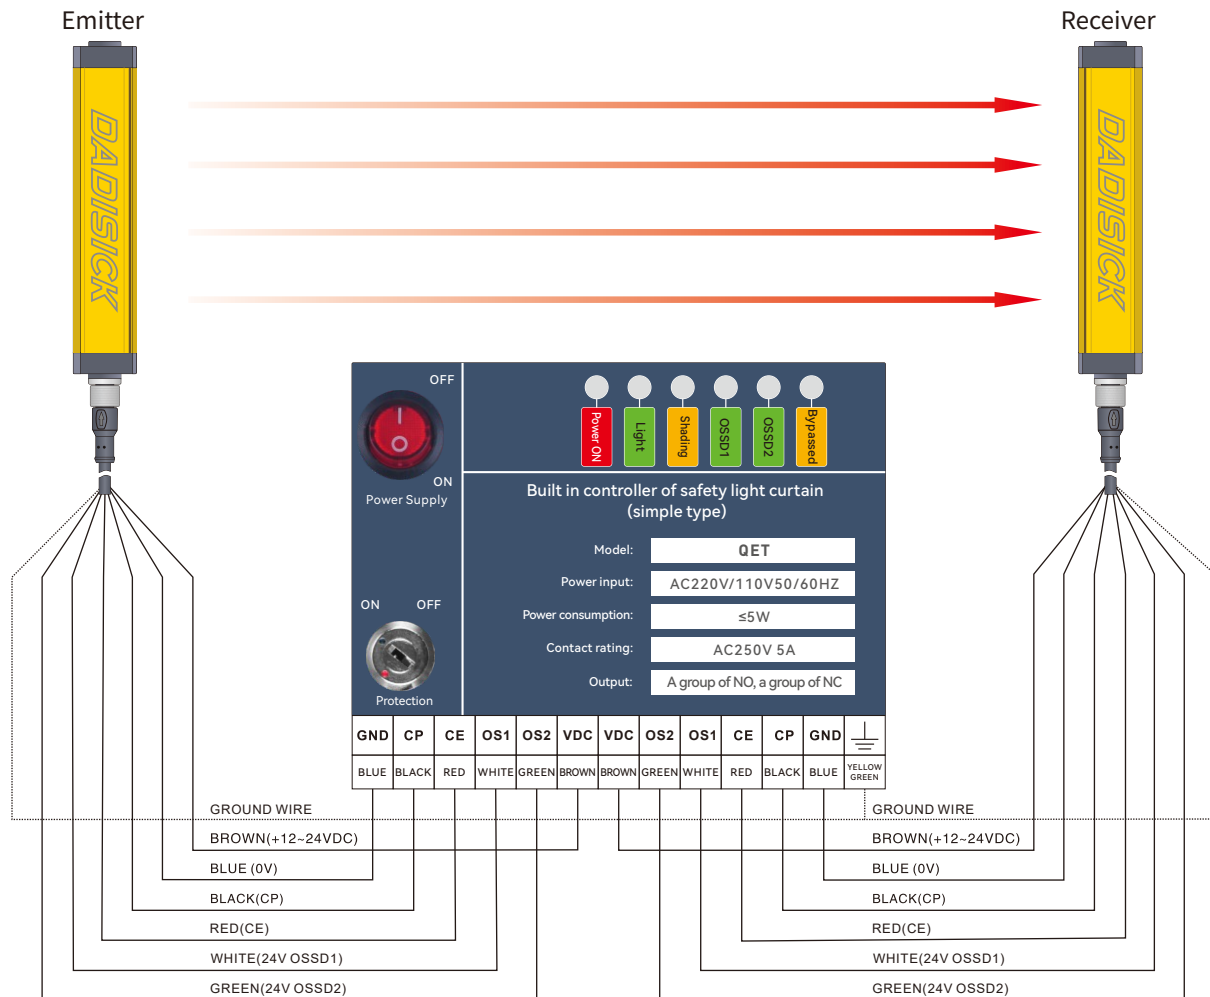 Emitter
Receiver
DADISICK
DADISICK
OFF
ON
Power Supply
Power ON
Light
Shading
OSSD1
OSSD2
Bypassed
Built in controller of safety light curtain
(simple type)
Model: QET
Power input: AC220V/110V50/60HZ
Power consumption: ≤5W
Contact rating: AC250V 5A
Output: A group of NO, a group of NC
ON OFF
Protection
GND CP CE OS1 OS2 VDC VDC OS2 OS1 CE CP GND
BLUE BLACK RED WHITE GREEN BROWN BROWN GREEN WHITE RED BLACK BLUE YELLOW
GREEN
GROUND WIRE GROUND WIRE
BROWN(+12~24VDC) BROWN(+12~24VDC)
BLUE (0V) BLUE (0V)
BLACK(CP) BLACK(CP)
RED(CE) RED(CE)
WHITE(24V OSSD1) WHITE(24V OSSD1)
GREEN(24V OSSD2) GREEN(24V OSSD2)